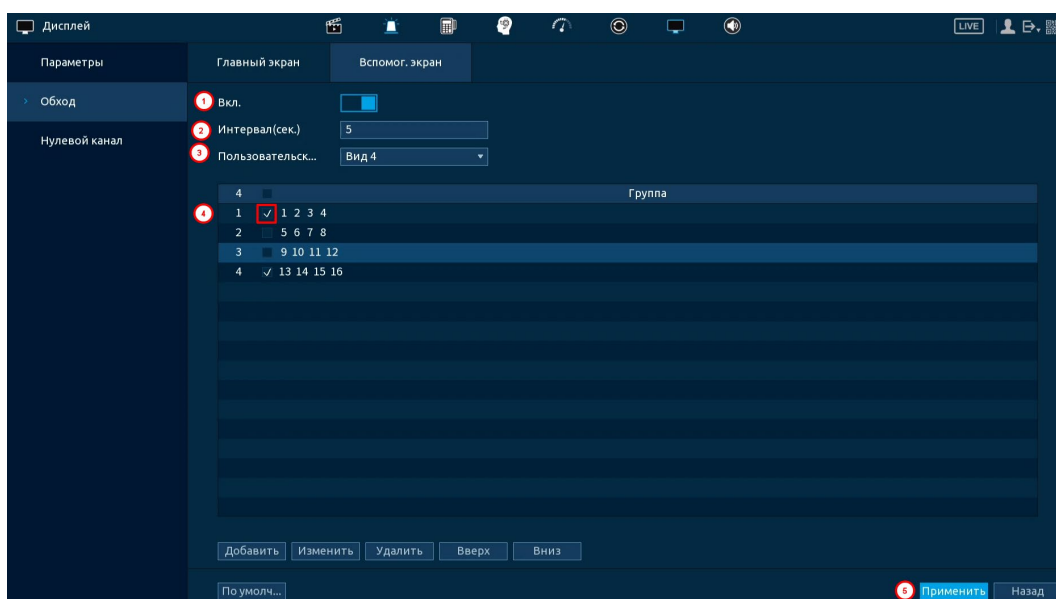 Дисплей LIVE
Параметры
Обход
Нулевой канал
Главный экран Вспомог. экран
1 Вкл.
2 Интервал(сек.) 5
3 Пользовательск... Вид 4
4 Группа
4 1 1 2 3 4
2 5 6 7 8
3 9 10 11 12
4 13 14 15 16
Добавить Изменить Удалить Вверх Вниз
По умолч... 5 Применить Назад